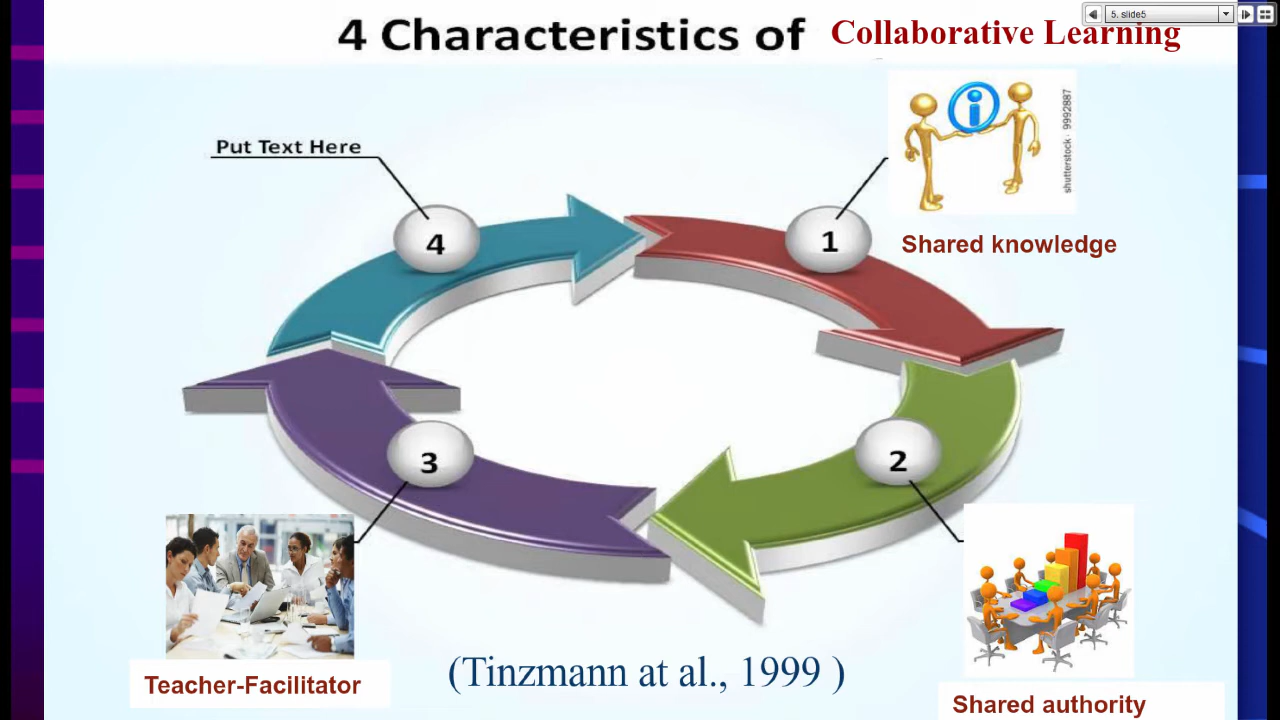 5. slide5
4 Characteristics of Collaborative Learning
Put Text Here
shutterstock · 9992887
4
1
Shared knowledge
3
2
Teacher-Facilitator
(Tinzmann at al., 1999 )
Shared authority